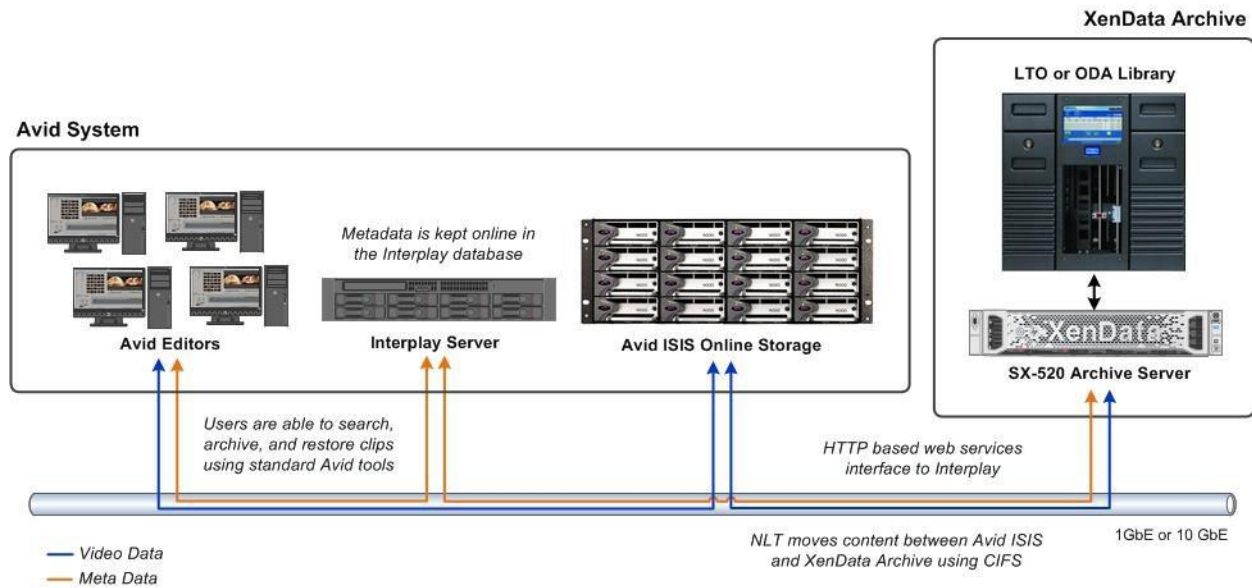 XenData Archive
LTO or ODA Library
Avid System
Metadata is kept online in
the Interplay database
Avid Editors
Interplay Server
Avid ISIS Online Storage
XenData
SX-520 Archive Server
Users are able to search,
archive, and restore clips
using standard Avid tools
HTTP based web services
interface to Interplay
NLT moves content between Avid ISIS
and XenData Archive using CIFS
1GbE or 10 GbE
Video Data
Meta Data